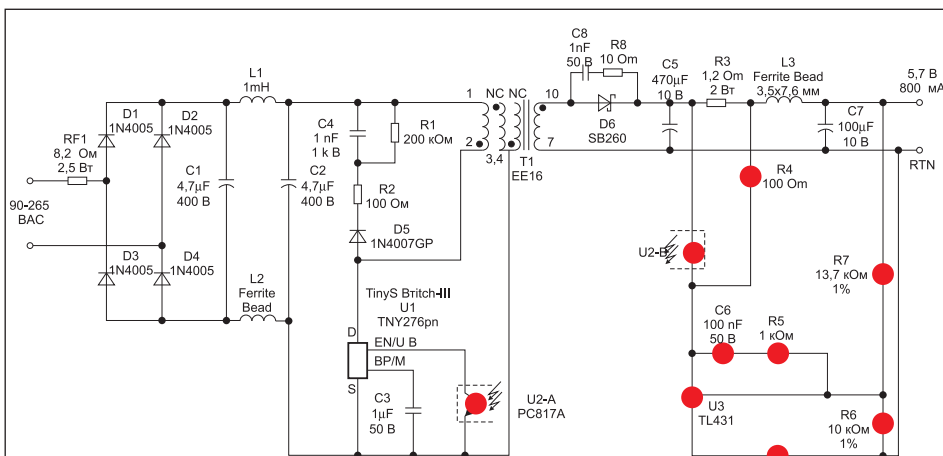 L1
1mH
D1
1N4005
D2
1N4005
RF1
8,2 Ом
2,5 Вт
C1
4,7µF
400 В
C2
4,7µF
400 В
90-265
BAC
D3
1N4005
D4
1N4005
L2
Ferrite
Bead
C4
1 nF
1 k В
R1
200 кОм
R2
100 Ом
D5
1N4007GP
TinyS Втitch-III
U1
TNY276pn
D
EN/U В
BP/M
S
C3
1µF
50 В
U2-A
PC817A
1
NC
NC
10
2
3,4
7
T1
EE16
C8
1nF
50 В
R8
10 Om
D6
SB260
C5
470µF
10 В
R3
1,2 Om
2 Вт
L3
Ferrite Bead
3,5x7,6 мм
C7
100µF
10 В
5,7 В
800 мА
RTN
R4
100 Om
U2-B
R7
13,7 кОм
1%
C6
100 nF
50 В
R5
1 кОм
U3
TL431
R6
10 кОм
1%